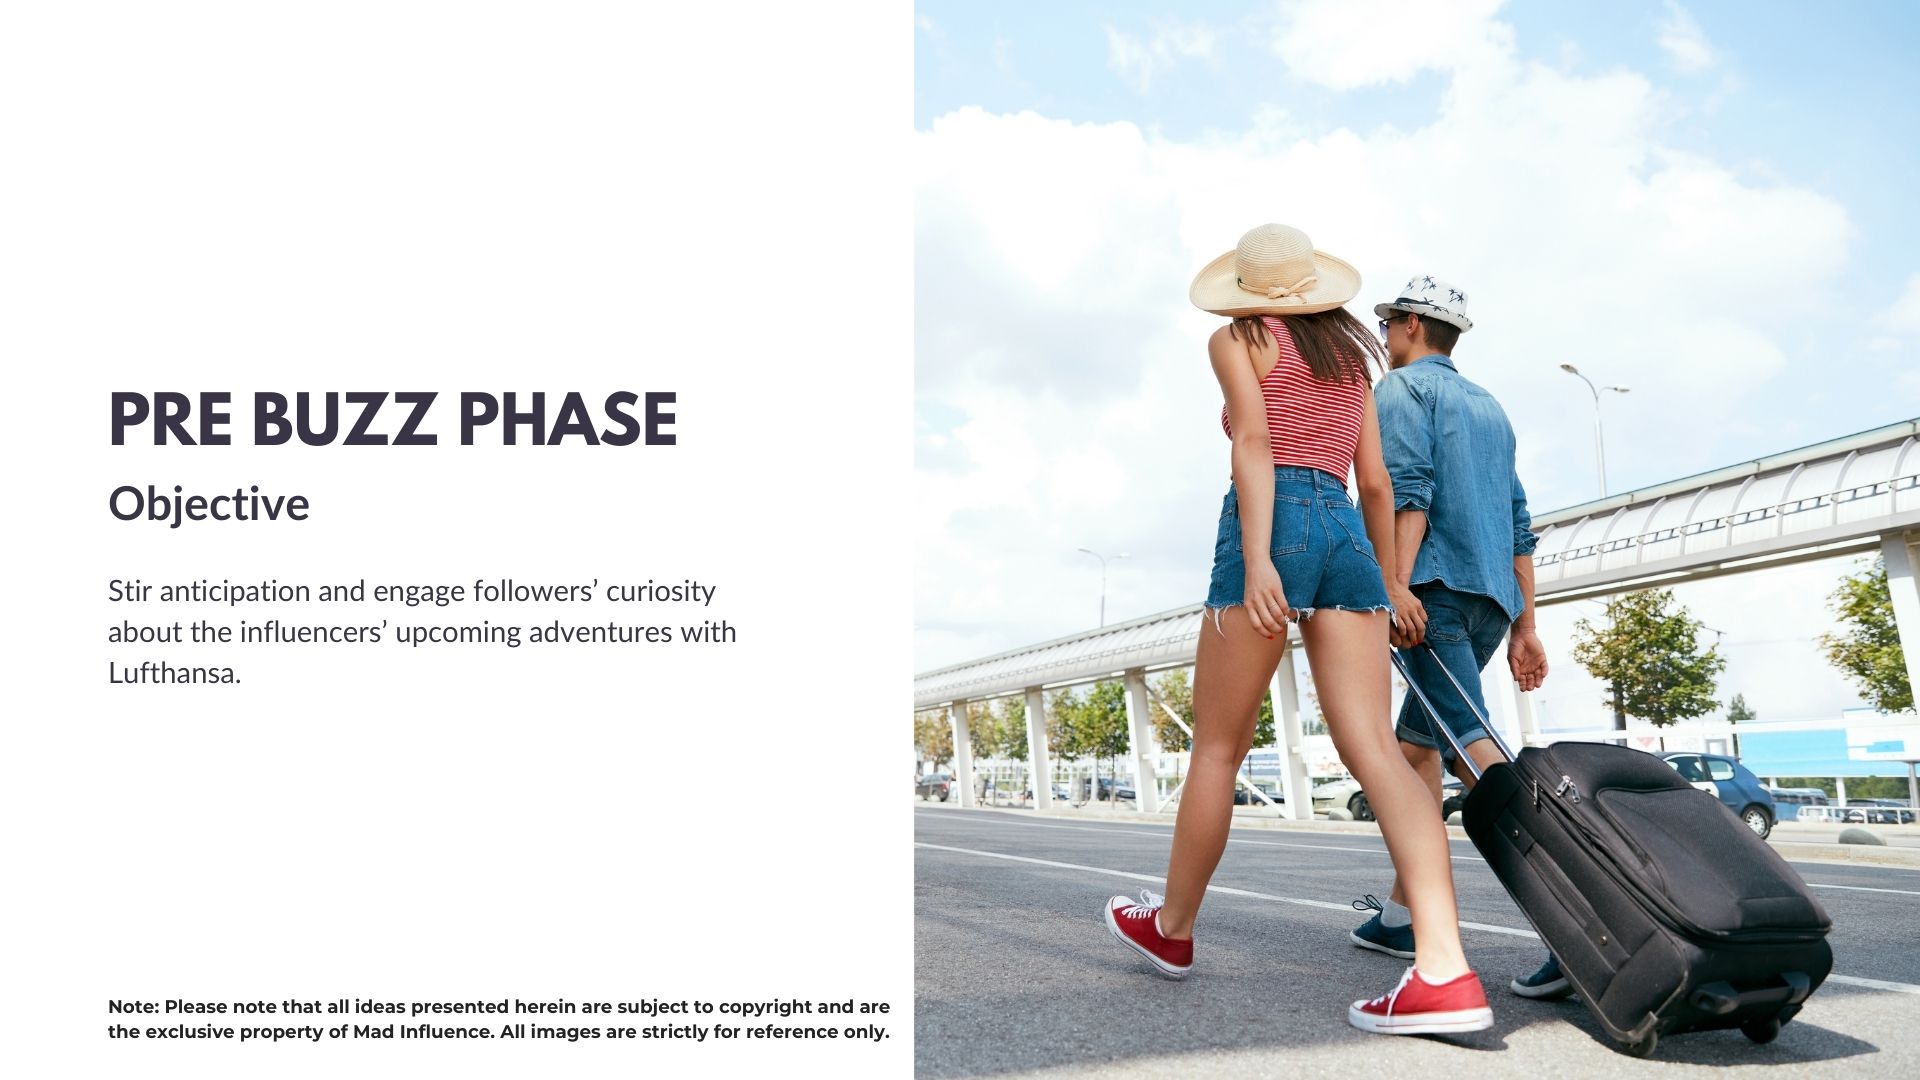 PRE BUZZ PHASE
Objective
Stir anticipation and engage followers’ curiosity
about the influencers’ upcoming adventures with
Lufthansa.
Note: Please note that all ideas presented herein are subject to copyright and are
the exclusive property of Mad Influence. All images are strictly for reference only.